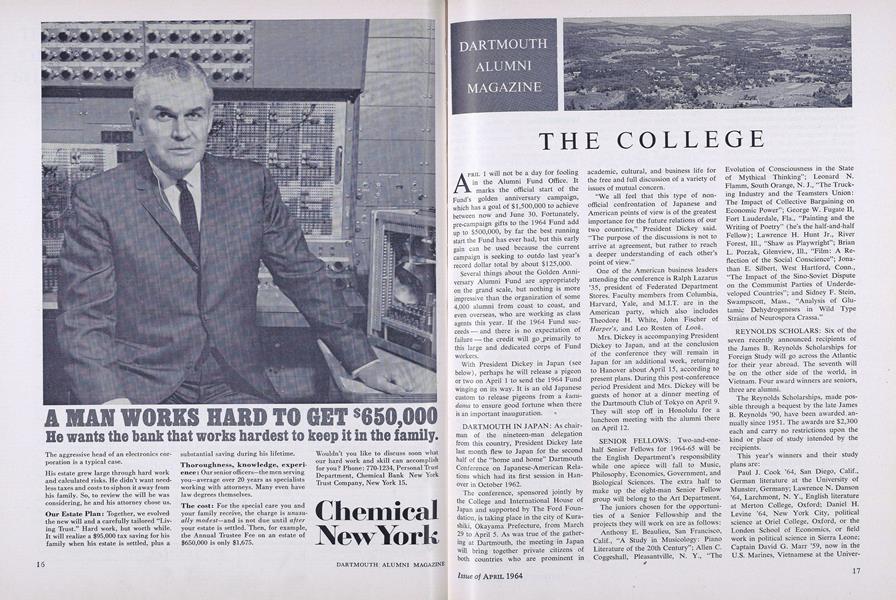 A MAN WORKS HARD TO GET $650,000
He wants the bank that works hardest to keep it in the family.
The aggressive head of an electronics cor-
poration is a typical case.
His estate grew large through hard work
and calculated risks. He didn't want need-
less taxes and costs to siphon it away from
his family. So, to review the will he was
considering, he and his attorney chose us.
Our Estate Plan: Together, we evolved
the new will and a carefully tailored "Liv-
ing Trust." Hard work, but worth while.
It will realize a $95,000 tax saving for his
family when his estate is settled, plus a
substantial saving during his lifetime.
Thoroughness, knowledge, experi-
ence: Our senior officers—the men serving
you—average over 20 years as specialists
working with attorneys. Many even have
law degrees themselves.
The cost: For the special care you and
your family receive, the charge is unusu-
ally modest—and is not due until after
your estate is settled. Then, for example,
the Annual Trustee Fee on an estate of
$650,000 is only $1,675.
Wouldn't you like to discuss soon what
our hard work and skill can accomplish
for you? Phone: 770-1234, Personal Trust
Department, Chemical Bank New York
Trust Company, New York 15.
Chemical
New York
16
DARTMOUTH ALUMNI MAGAZINE
DARTMOUTH
ALUMNI
MAGAZINE
THE COLLEGE
APRIL 1 will not be a day for fooling
in the Alumni Fund Office. It
marks the official start of the
Fund's golden anniversary campaign,
which has a goal of $1,500,000 to achieve
between now and June 30. Fortunately,
pre-campaign gifts to the 1964 Fund add
up to $500,000, by far the best running
start the Fund has ever had, but this early
gain can be used because the current
campaign is seeking to outdo last year's
record dollar total by about $125,000.
Several things about the Golden Anni-
versary Alumni Fund are appropriately
on the grand scale, but nothing is more
impressive than the organization of some
4,000 alumni from coast to coast, and
even overseas, who are working as class
agents this year. If the 1964 Fund suc-
ceeds — and there is no expectation of
failure — the credit will go primarily to
this large and dedicated corps of Fund
workers.
With President Dickey in Japan (see
below), perhaps he will release a pigeon
or two on April 1 to send the 1964 Fund
winging on its way. It is an old Japanese
custom to release pigeons from a kusu-
dama to ensure good fortune when there
is an important inauguration.
DARTMOUTH IN JAPAN: As chair-
man of the nineteen-man delegation
from this country, President Dickey late
last month flew to Japan for the second
half of the "home and home" Dartmouth
Conference on Japanese-American Rela-
tions which had its first session in Han-
over in October 1962.
The conference, sponsored jointly by
the College and International House of
Japan and supported by The Ford Foun-
dation, is taking place in the city of Kura-
shiki, Okayama Prefecture, from March
29 to April 5. As was true of the gather-
ing at Dartmouth, the meeting in Japan
will bring together private citizens of
both countries who are prominent in
academic, cultural, and business life for
the free and full discussion of a variety of
issues of mutual concern.
"We all feel that this type of non-
official confrontation of Japanese and
American points of view is of the greatest
importance for the future relations of our
two countries," President Dickey said.
"The purpose of the discussions is not to
arrive at agreement, but rather to reach
a deeper understanding of each other's
point of view."
One of the American business leaders
attending the conference is Ralph Lazarus
'35, president of Federated Department
Stores. Faculty members from Columbia,
Harvard, Yale, and M.I.T. are in the
American party, which also includes
Theodore H. White, John Fischer of
Harper's, and Leo Rosten of Look.
Mrs. Dickey is accompanying President
Dickey to Japan, and at the conclusion
of the conference they will remain in
Japan for an additional week, returning
to Hanover about April 15, according to
present plans. During this post-conference
period President and Mrs. Dickey will be
guests of honor at a dinner meeting of
the Dartmouth Club of Tokyo on April 9.
They will stop off in Honolulu for a
luncheon meeting with the alumni there
on April 12.
SENIOR FELLOWS: Two-and-one-
half Senior Fellows for 1964-65 will be
the English Department's responsibility
while one apiece will fall to Music,
Philosophy, Economics, Government, and
Biological Sciences. The extra half to
make up the eight-man Senior Fellow
group will belong to the Art Department.
The juniors chosen for the opportuni-
ties of a Senior Fellowship and the
projects they will work on are as follows:
Anthony E. Beaulieu, San Francisco,
Calif., "A Study in Musicology: Piano
Literature of the 20th Century"; Allen C.
Coggeshall, Pleasantville, N. Y., "The
Evolution of Consciousness in the State
of Mythical Thinking"; Leonard N.
Flamm, South Orange, N. J., "The Truck-
ing Industry and the Teamsters Union:
The Impact of Collective Bargaining on
Economic Power"; George W. Fugate II,
Fort Lauderdale, Fla., "Painting and the
Writing of Poetry" (he's the half-and-half
Fellow); Lawrence H. Hunt Jr., River
Forest, Ill., "Shaw as Playwright"; Brian
L. Porzak, Glenview, Ill., "Film: A Re-
flection of the Social Conscience"; Jona-
than E. Silbert, West Hartford, Conn.,
"The Impact of the Sino-Soviet Dispute
on the Communist Parties of Underde-
veloped Countries"; and Sidney F. Stein,
Swampscott, Mass., "Analysis of Glu-
tamic Dehydrogeneses in Wild Type
Strains of Neurospora Crassa."
REYNOLDS SCHOLARS: Six of the
seven recently announced recipients of
the James B. Reynolds Scholarships for
Foreign Study will go across the Atlantic
for their year abroad. The seventh will
be on the other side of the world, in
Vietnam. Four award winners are seniors,
three are alumni.
The Reynolds Scholarships, made pos-
sible through a bequest by the late James
B. Reynolds '90, have been awarded an-
nually since 1951. The awards are $2,300
each and carry no restrictions upon the
kind or place of study intended by the
recipients.
This year's winners and their study
plans are:
Paul J. Cook '64, San Diego, Calif.,
German literature at the University of
Munster, Germany; Lawrence N. Danson
'64, Larchmont, N. Y., English literature
at Merton College, Oxford; Daniel H.
Levine '64, New York City, political
science at Oriel College, Oxford, or the
London School of Economics, or field
work in political science in Sierra Leone;
Captain David G. Marr '59, now in the
U.S. Marines, Vietnamese at the Univer-
Issue of APRIL 1964
17